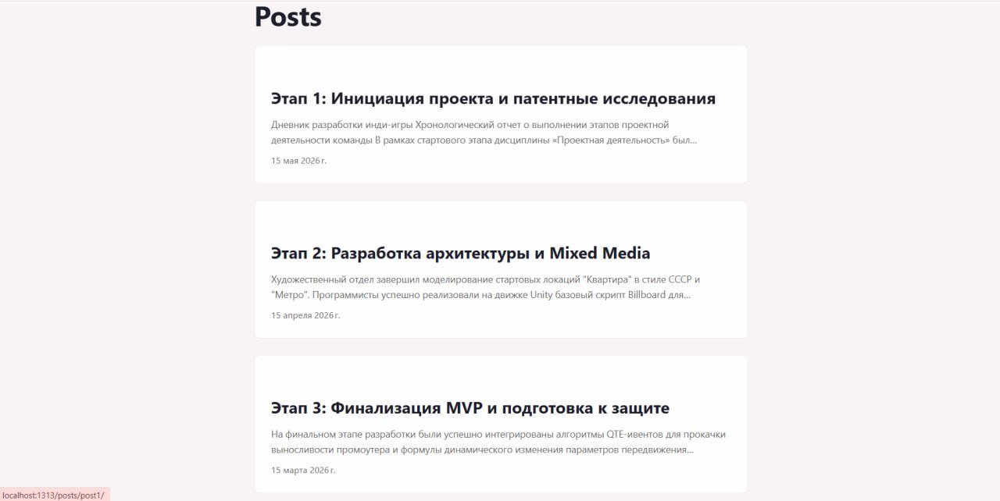 Posts
Этап 1: Инициация проекта и патентные исследования
Дневник разработки инди-игры Хронологический отчет о выполнении этапов проектной
деятельности команды В рамках стартового этапа дисциплины «Проектная деятельность» был...
15 мая 2026 г.
Этап 2: Разработка архитектуры и Mixed Media
Художественный отдел завершил моделирование стартовых локаций "Квартира" в стиле СССР и
"Метро". Программисты успешно реализовали на движке Unity базовый скрипт Billboard для...
15 апреля 2026 г.
Этап 3: Финализация MVP и подготовка к защите
На финальном этапе разработки были успешно интегрированы алгоритмы QTE-ивентов для прокачки
выносливости промоутера и формулы динамического изменения параметров передвижения...
15 марта 2026 г.
localhost:1313/posts/post1/